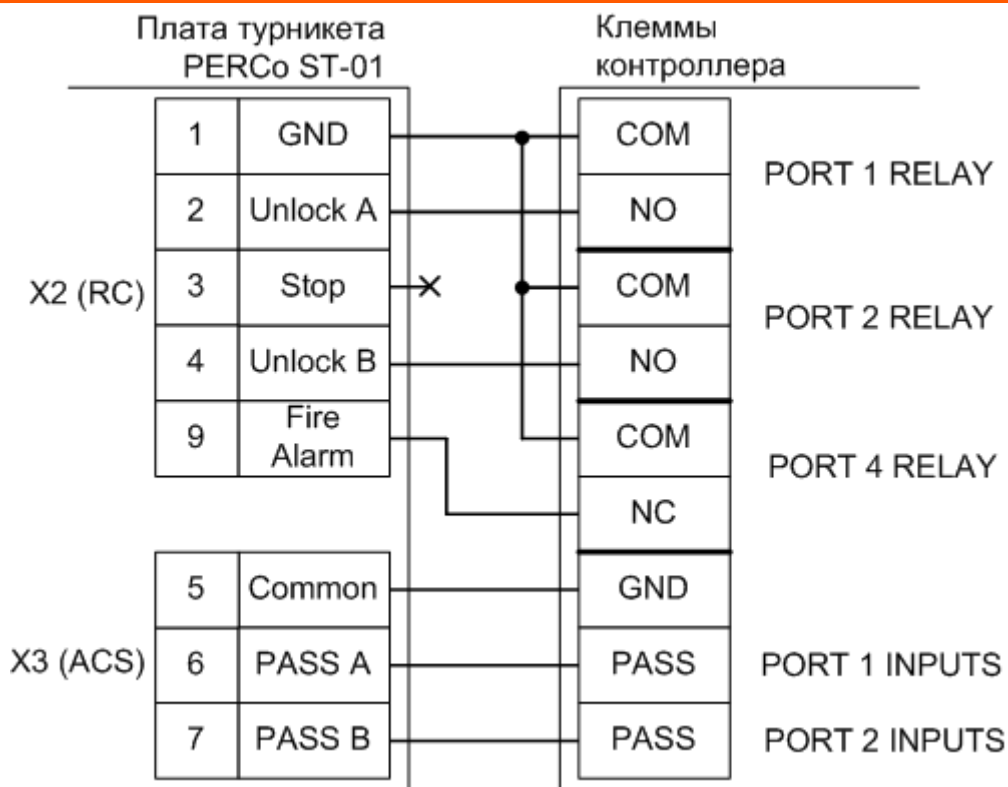 Плата турникета
PERCo ST-01
Клеммы
контроллера
X2 (RC)
1 GND
2 Unlock A
3 Stop
4 Unlock B
9 Fire
Alarm
COM
NO
PORT 1 RELAY
COM
NO
PORT 2 RELAY
COM
NC
PORT 4 RELAY
X3 (ACS)
5 Common
6 PASS A
7 PASS B
GND
PASS PORT 1 INPUTS
PASS PORT 2 INPUTS